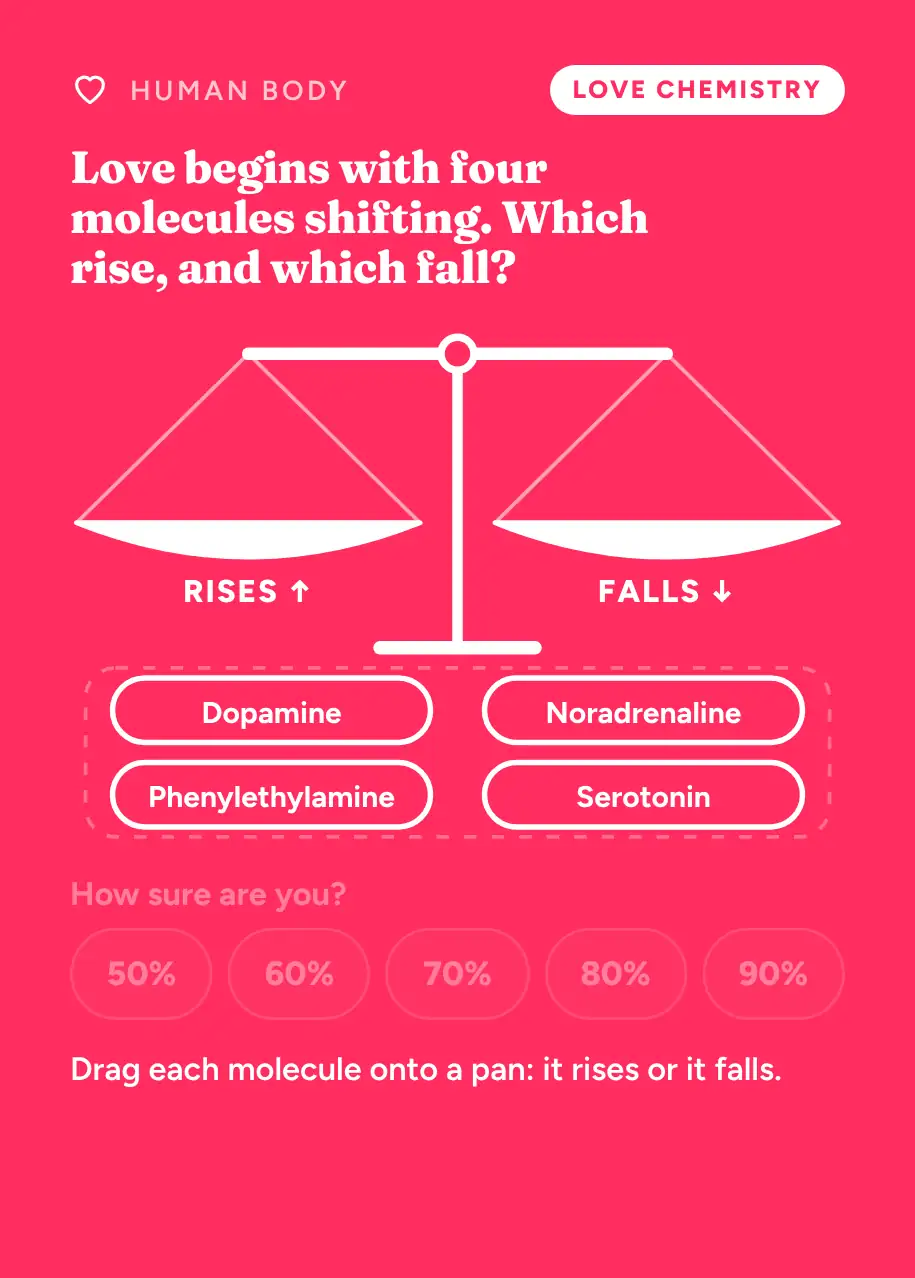 HUMAN BODY
LOVE CHEMISTRY
Love begins with four
molecules shifting. Which
rise, and which fall?
RISES ↑
FALLS ↓
Dopamine
Noradrenaline
Phenylethylamine
Serotonin
How sure are you?
50%
60%
70%
80%
90%
Drag each molecule onto a pan: it rises or it falls.